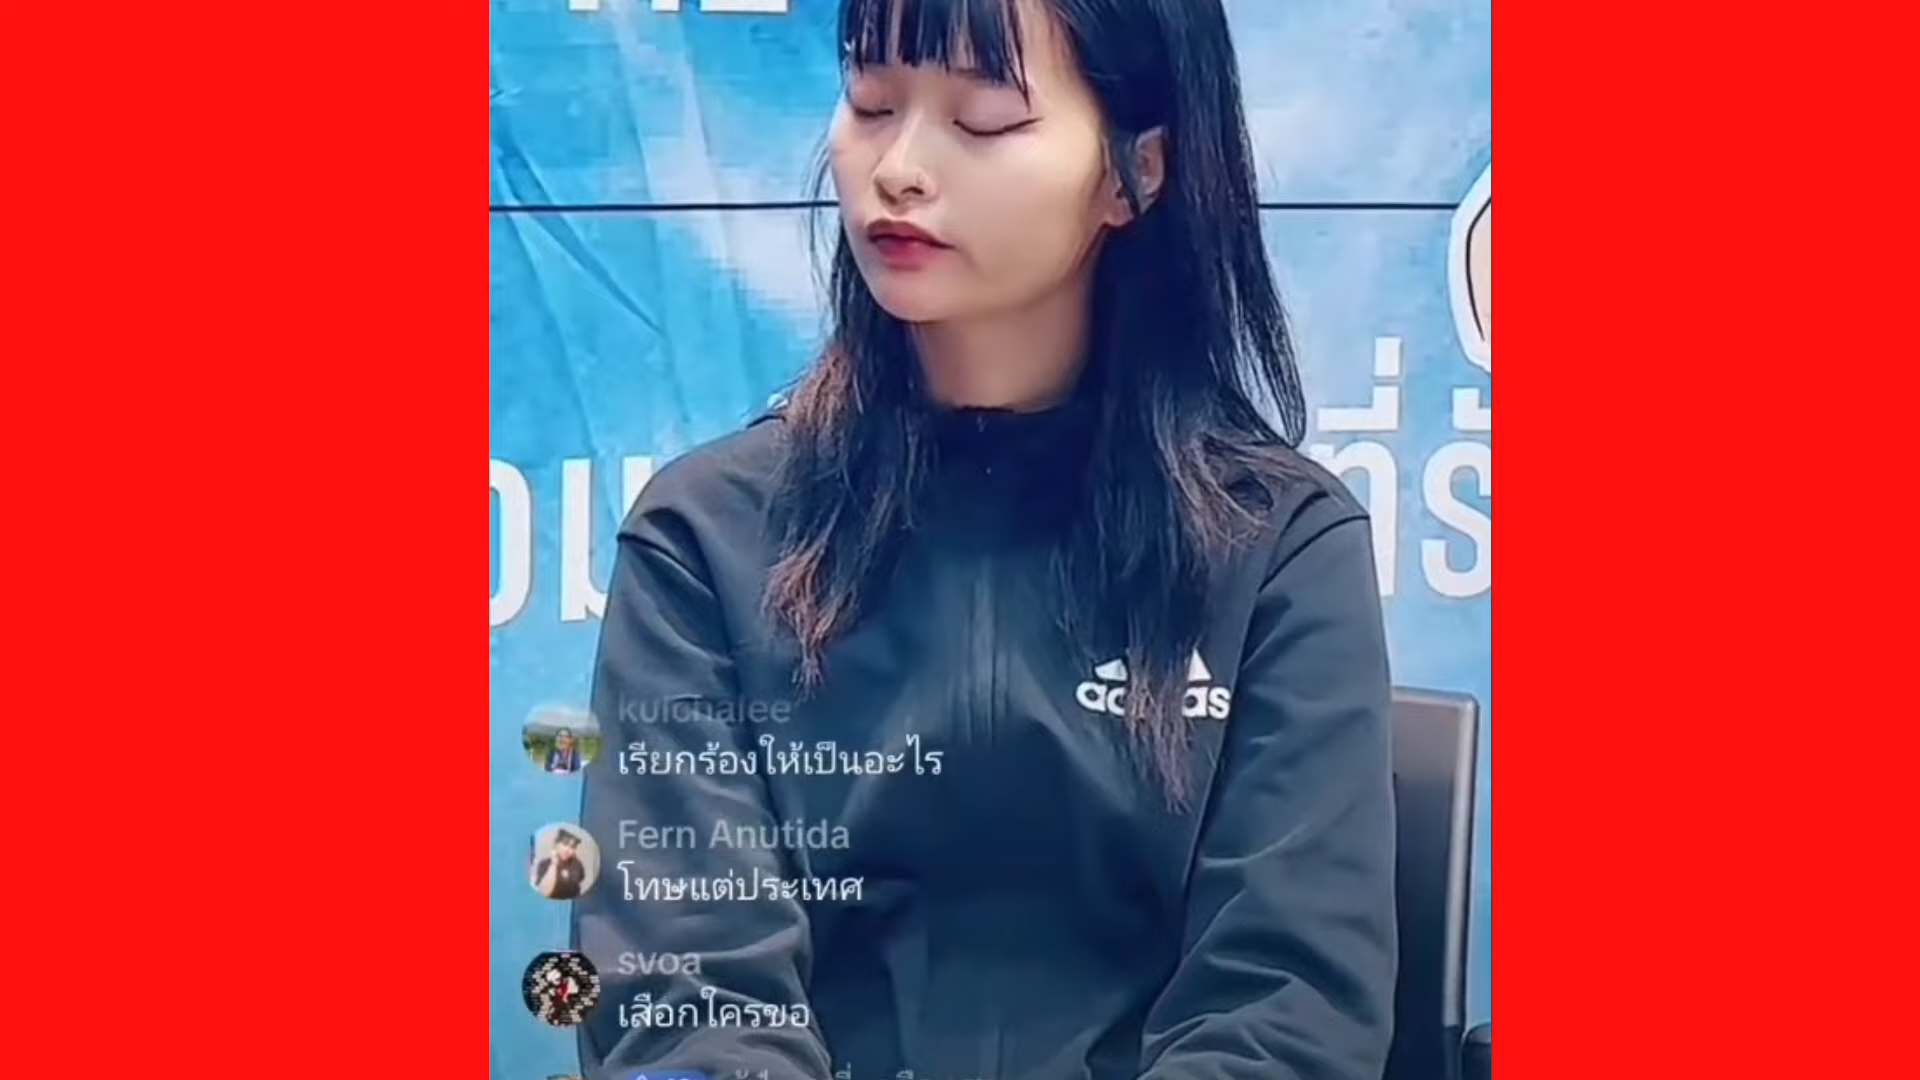 ที่รั
kulchalee
เรียกร้องให้เป็นอะไร
adidas
Fern Anutida
โทษแต่ประเทศ
svoa
เสือกใครขอ